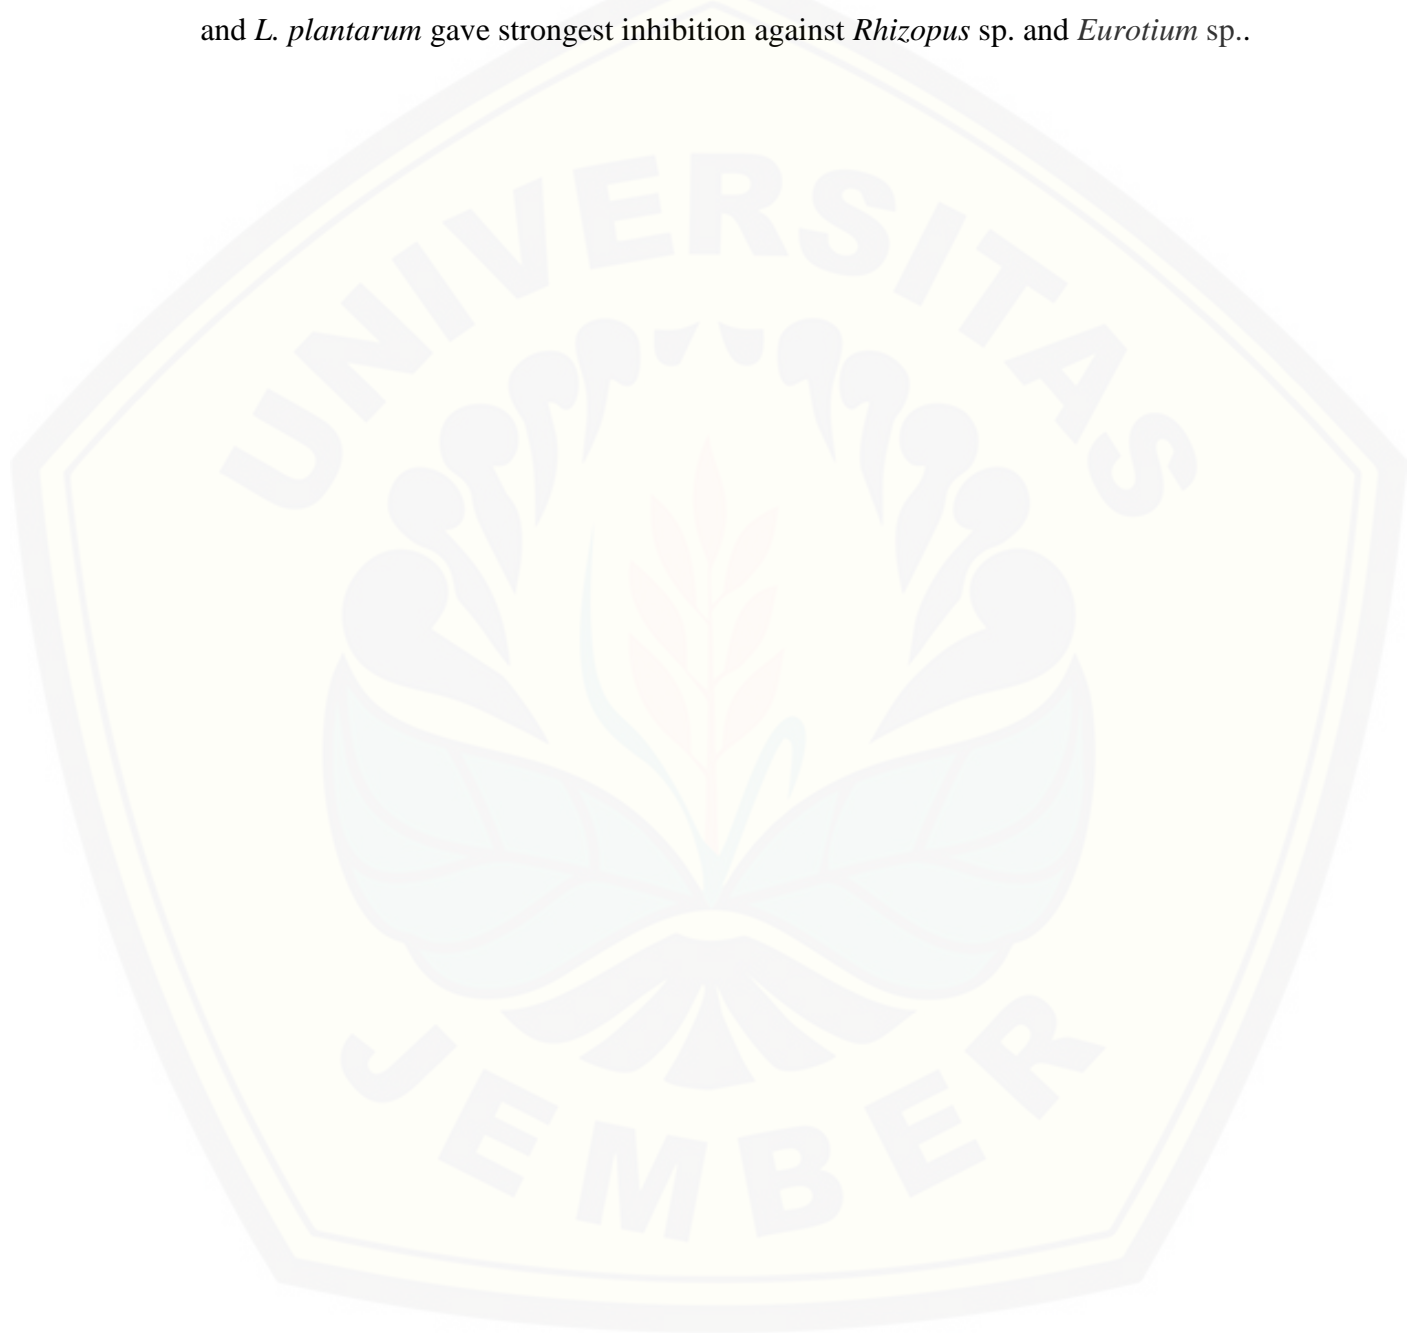 and L. plantarum gave strongest inhibition against Rhizopus sp. and Eurotium sp..
UNIVERSITAS
JEMBER